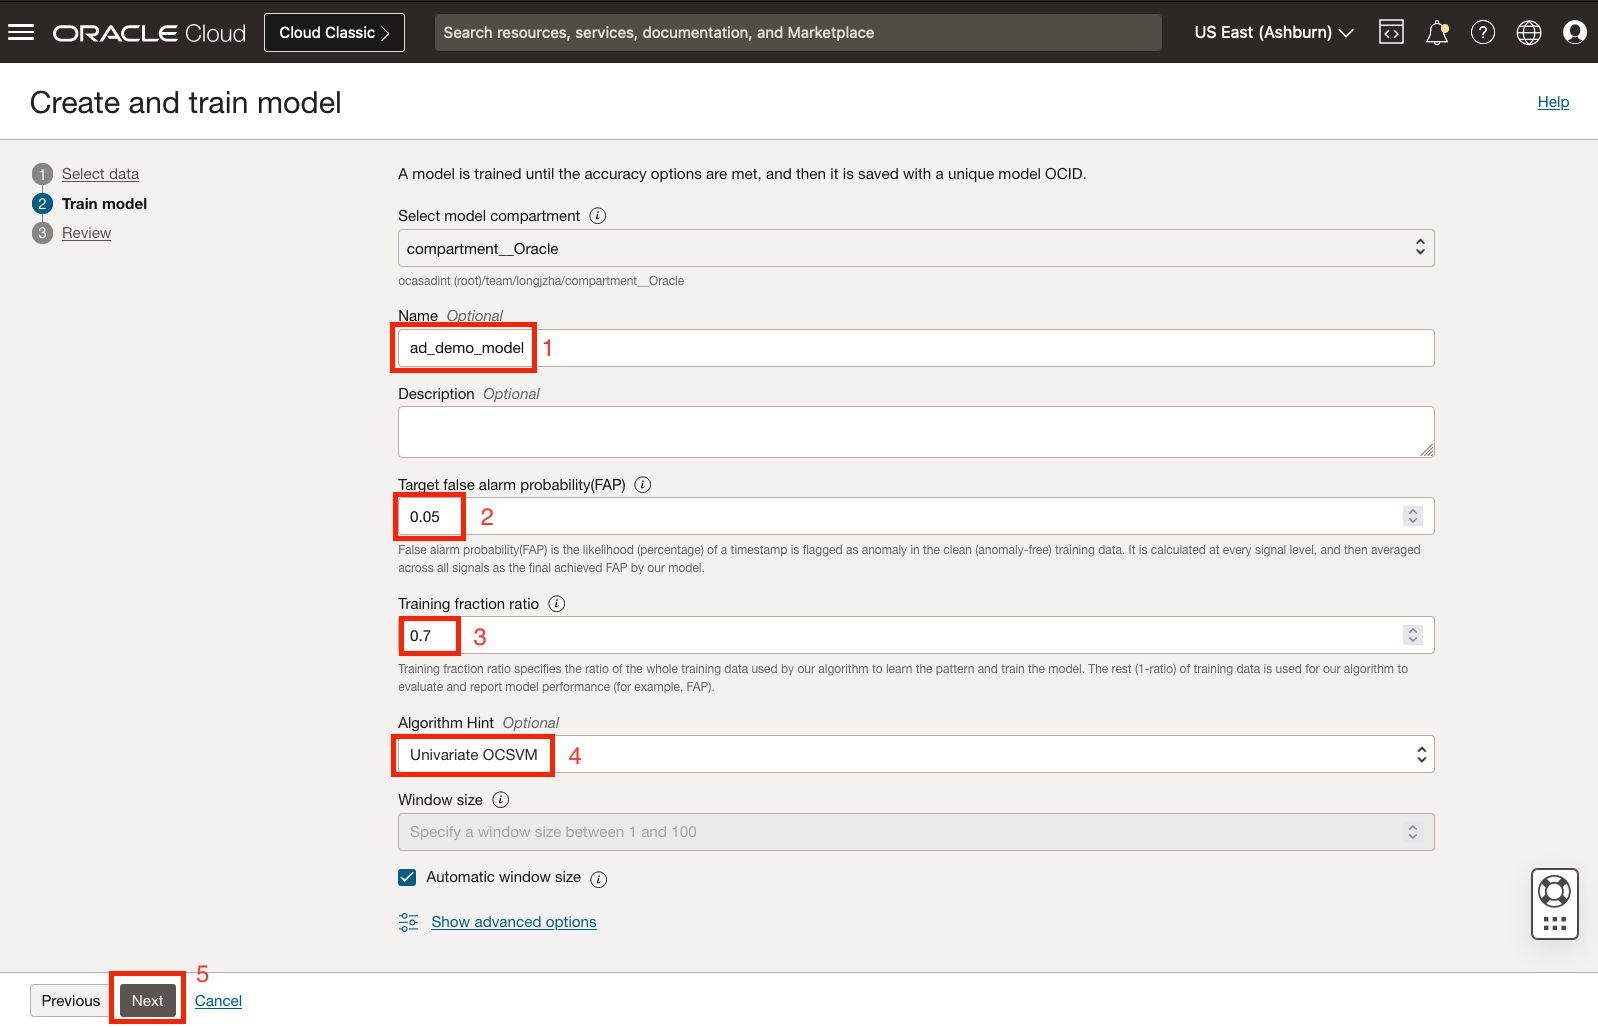 ORACLE Cloud
Cloud Classic
Search resources, services, documentation, and Marketplace
US East (Ashburn)
Create and train model
Help
1 Select data
2 Train model
3 Review
A model is trained until the accuracy options are met, and then it is saved with a unique model OCID.
Select model compartment
compartment__Oracle
ocasadint (root)/team/longjzha/compartment__Oracle
Name Optional
ad_demo_model 1
Description Optional
Target false alarm probability(FAP)
0.05 2
False alarm probability(FAP) is the likelihood (percentage) of a timestamp is flagged as anomaly in the clean (anomaly-free) training data. It is calculated at every signal level, and then averaged
across all signals as the final achieved FAP by our model.
Training fraction ratio
0.7 3
Training fraction ratio specifies the ratio of the whole training data used by our algorithm to learn the pattern and train the model. The rest (1-ratio) of training data is used for our algorithm to
evaluate and report model performance (for example, FAP).
Algorithm Hint Optional
Univariate OCSVM 4
Window size
Specify a window size between 1 and 100
Automatic window size
Show advanced options
5
Previous Next Cancel